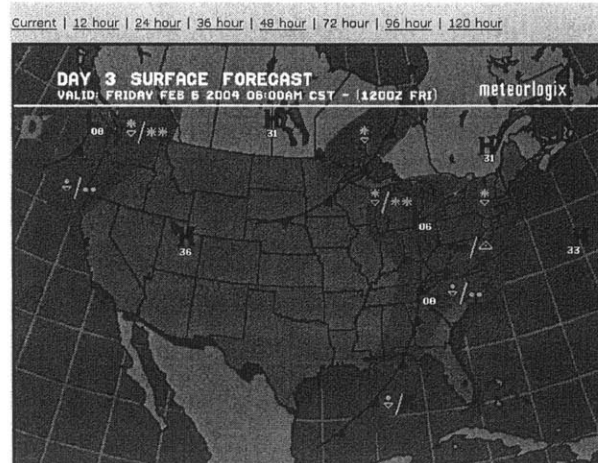 Current | 12 hour | 24 hour | 36 hour | 48 hour | 72 hour | 96 hour | 120 hour
DAY 3 SURFACE FORECAST
VALID: FRIDAY FEB 6 2004 06:00AM CST - (1200Z FRI)
meteorlogix
08
31
31
36
06
33
08